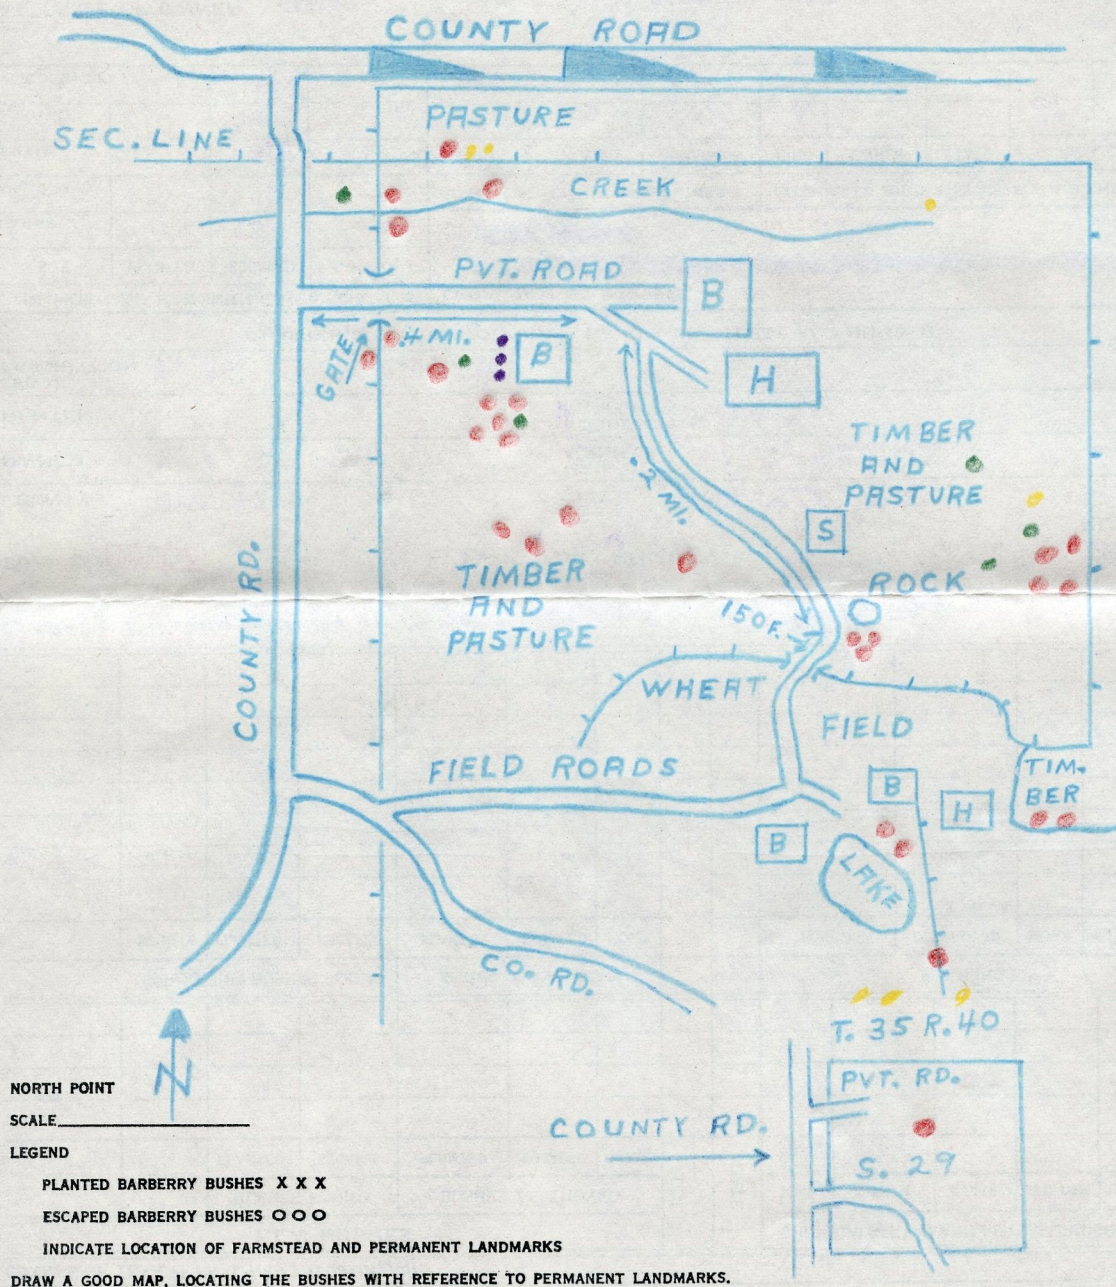 COUNTY ROAD
PASTURE
SEC. LINE
CREEK
PVT. ROAD
B
GATE
.4 MI.
B
H
TIMBER
AND
PASTURE
.2 MI.
S
COUNTY RD.
TIMBER
AND
PASTURE
ROCK
150F.
WHEAT
FIELD
FIELD ROADS
TIM-
BER
B
H
B
LAKE
CO. RD.
T. 35 R. 40
N
PVT. RD.
COUNTY RD.
S. 29
NORTH POINT
SCALE
LEGEND
PLANTED BARBERRY BUSHES X X X
ESCAPED BARBERRY BUSHES O O O
INDICATE LOCATION OF FARMSTEAD AND PERMANENT LANDMARKS
DRAW A GOOD MAP, LOCATING THE BUSHES WITH REFERENCE TO PERMANENT LANDMARKS.